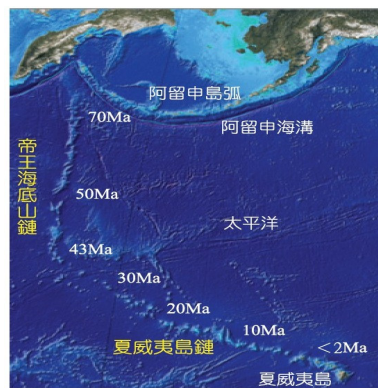 阿留申島弧
70Ma
阿留申海溝
帝王海底山鏈
50Ma
太平洋
43Ma
30Ma
20Ma
10Ma
夏威夷島鏈
<2Ma
夏威夷島